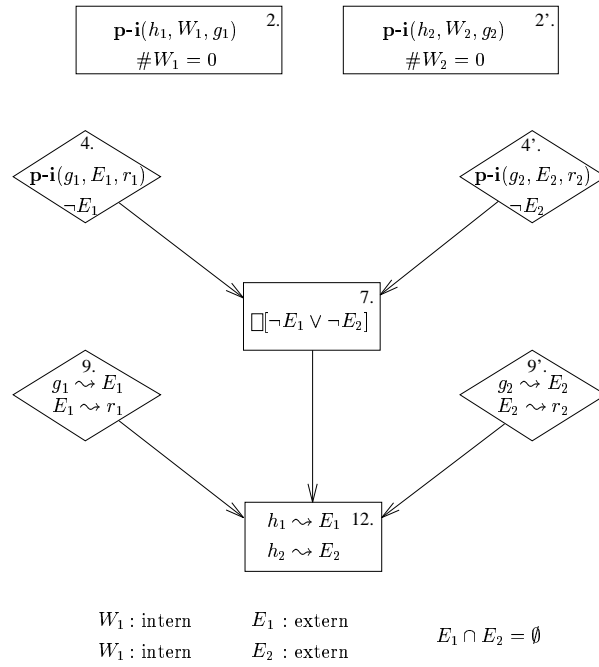 2.
p-i(h₁, W₁, g₁)
#W₁ = 0
2'.
p-i(h₂, W₂, g₂)
#W₂ = 0
4.
p-i(g₁, E₁, r₁)
¬E₁
4'.
p-i(g₂, E₂, r₂)
¬E₂
7.
□[¬E₁ ∨ ¬E₂]
9.
g₁ ⤳ E₁
E₁ ⤳ r₁
9'.
g₂ ⤳ E₂
E₂ ⤳ r₂
12.
h₁ ⤳ E₁
h₂ ⤳ E₂
W₁ : intern E₁ : extern
W₁ : intern E₂ : extern
E₁ ∩ E₂ = ∅